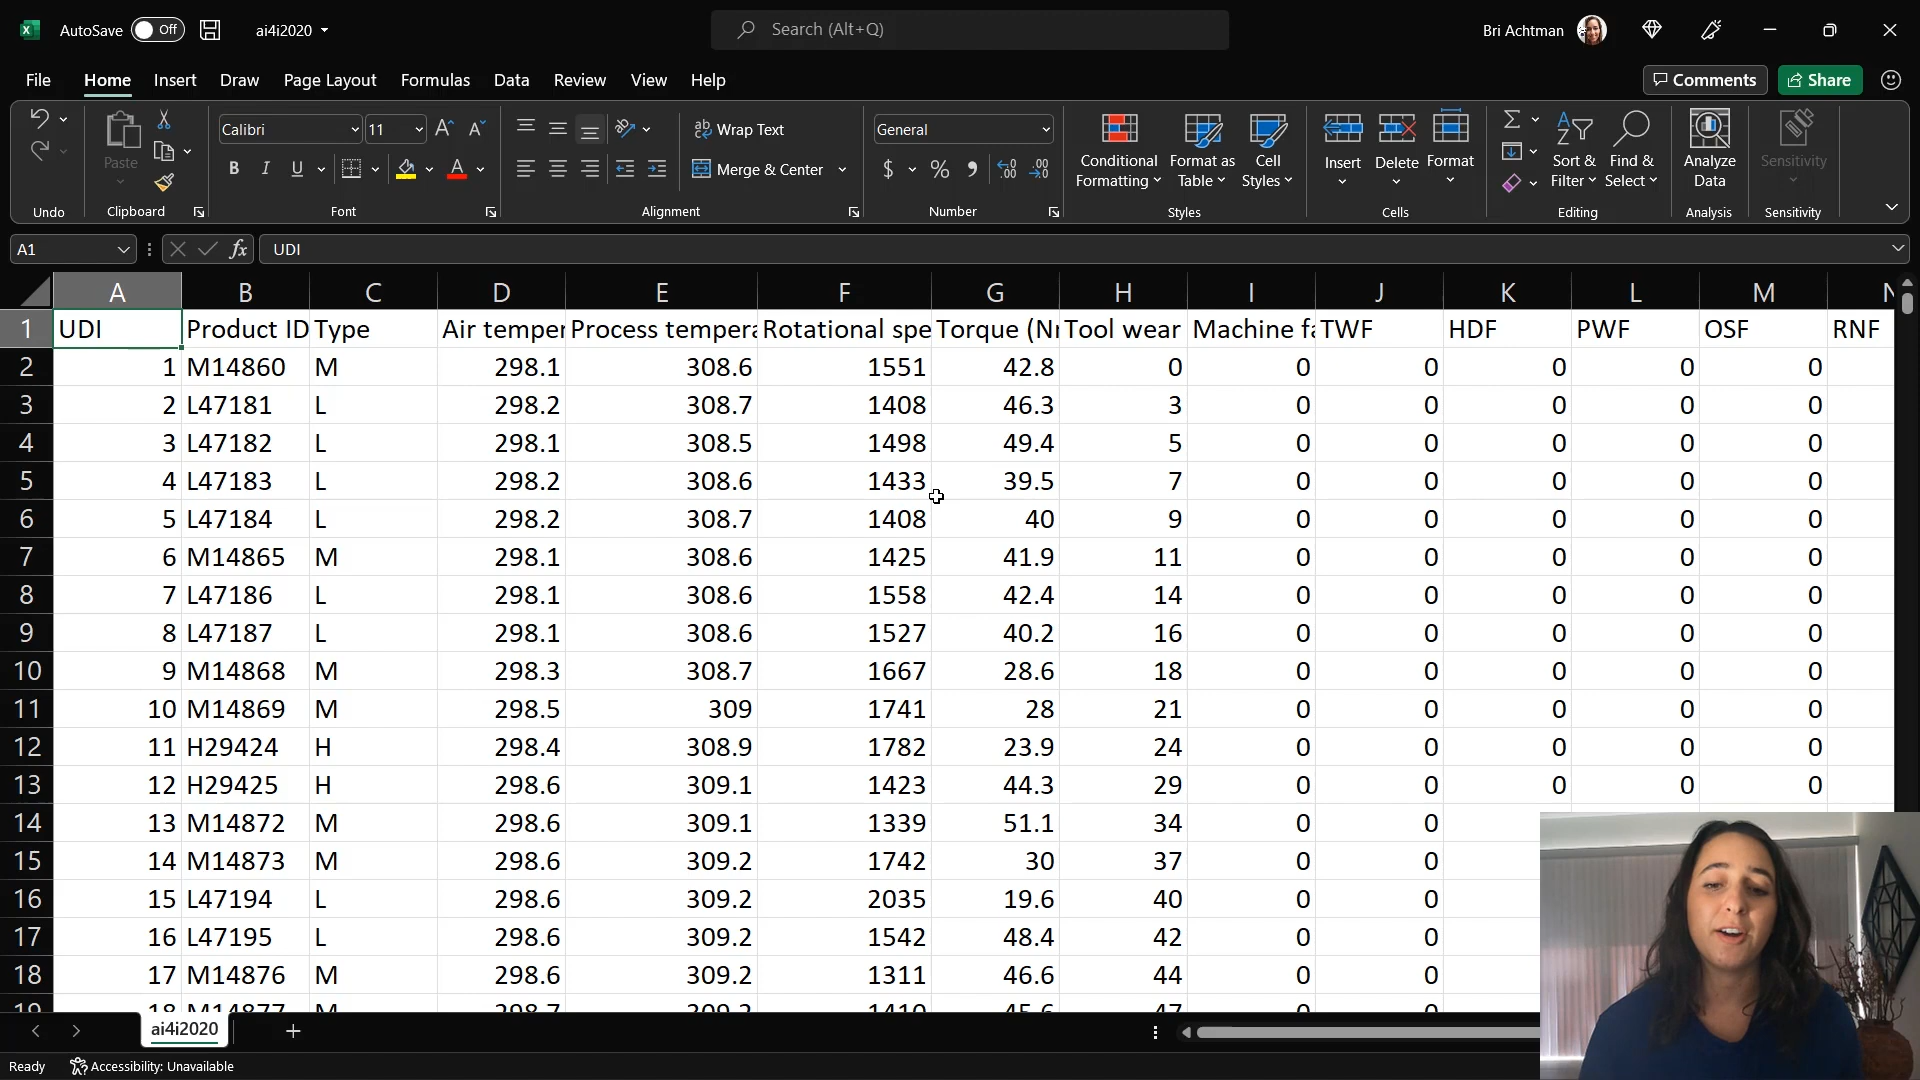 AutoSave Off ai4i2020 Search (Alt+Q) Bri Achtman
File Home Insert Draw Page Layout Formulas Data Review View Help Comments Share
Calibri 11 Wrap Text General
Paste Merge & Center $ %
Conditional Formatting Format as Table Cell Styles Insert Delete Format Sort & Filter Find & Select Analyze Data Sensitivity
Undo Clipboard Font Alignment Number Styles Cells Editing Analysis Sensitivity
A1 fx UDI
A B C D E F G H I J K L M
1 UDI Product ID Type Air temper Process tempera Rotational spe Torque (Nr Tool wear Machine fa TWF HDF PWF OSF RNF
2 1 M14860 M 298.1 308.6 1551 42.8 0 0 0 0 0 0
3 2 L47181 L 298.2 308.7 1408 46.3 3 0 0 0 0 0
4 3 L47182 L 298.1 308.5 1498 49.4 5 0 0 0 0 0
5 4 L47183 L 298.2 308.6 1433 39.5 7 0 0 0 0 0
6 5 L47184 L 298.2 308.7 1408 40 9 0 0 0 0 0
7 6 M14865 M 298.1 308.6 1425 41.9 11 0 0 0 0 0
8 7 L47186 L 298.1 308.6 1558 42.4 14 0 0 0 0 0
9 8 L47187 L 298.1 308.6 1527 40.2 16 0 0 0 0 0
10 9 M14868 M 298.3 308.7 1667 28.6 18 0 0 0 0 0
11 10 M14869 M 298.5 309 1741 28 21 0 0 0 0 0
12 11 H29424 H 298.4 308.9 1782 23.9 24 0 0 0 0 0
13 12 H29425 H 298.6 309.1 1423 44.3 29 0 0 0 0 0
14 13 M14872 M 298.6 309.1 1339 51.1 34 0 0
15 14 M14873 M 298.6 309.2 1742 30 37 0 0
16 15 L47194 L 298.6 309.2 2035 19.6 40 0 0
17 16 L47195 L 298.6 309.2 1542 48.4 42 0 0
18 17 M14876 M 298.6 309.2 1311 46.6 44 0 0
ai4i2020
Ready Accessibility: Unavailable